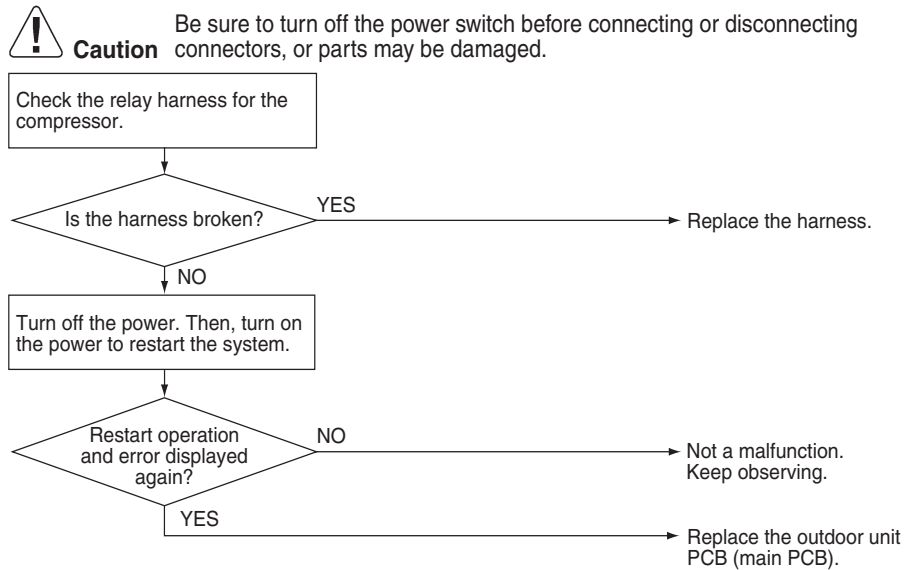 Be sure to turn off the power switch before connecting or disconnecting
Caution connectors, or parts may be damaged.
Check the relay harness for the
compressor.
Is the harness broken?
YES
Replace the harness.
NO
Turn off the power. Then, turn on
the power to restart the system.
Restart operation
and error displayed
again?
NO
Not a malfunction.
Keep observing.
YES
Replace the outdoor unit
PCB (main PCB).